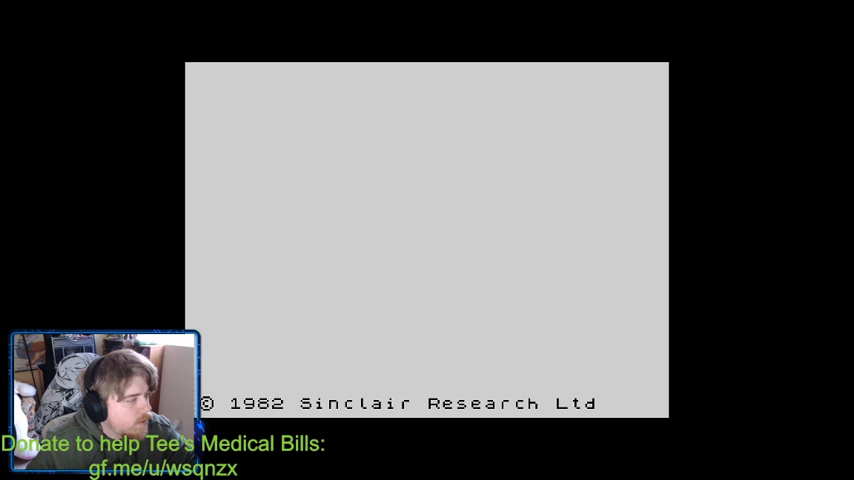 © 1982 Sinclair Research Ltd
Donate to help Tee's Medical Bills:
gf.me/u/wsqnzx